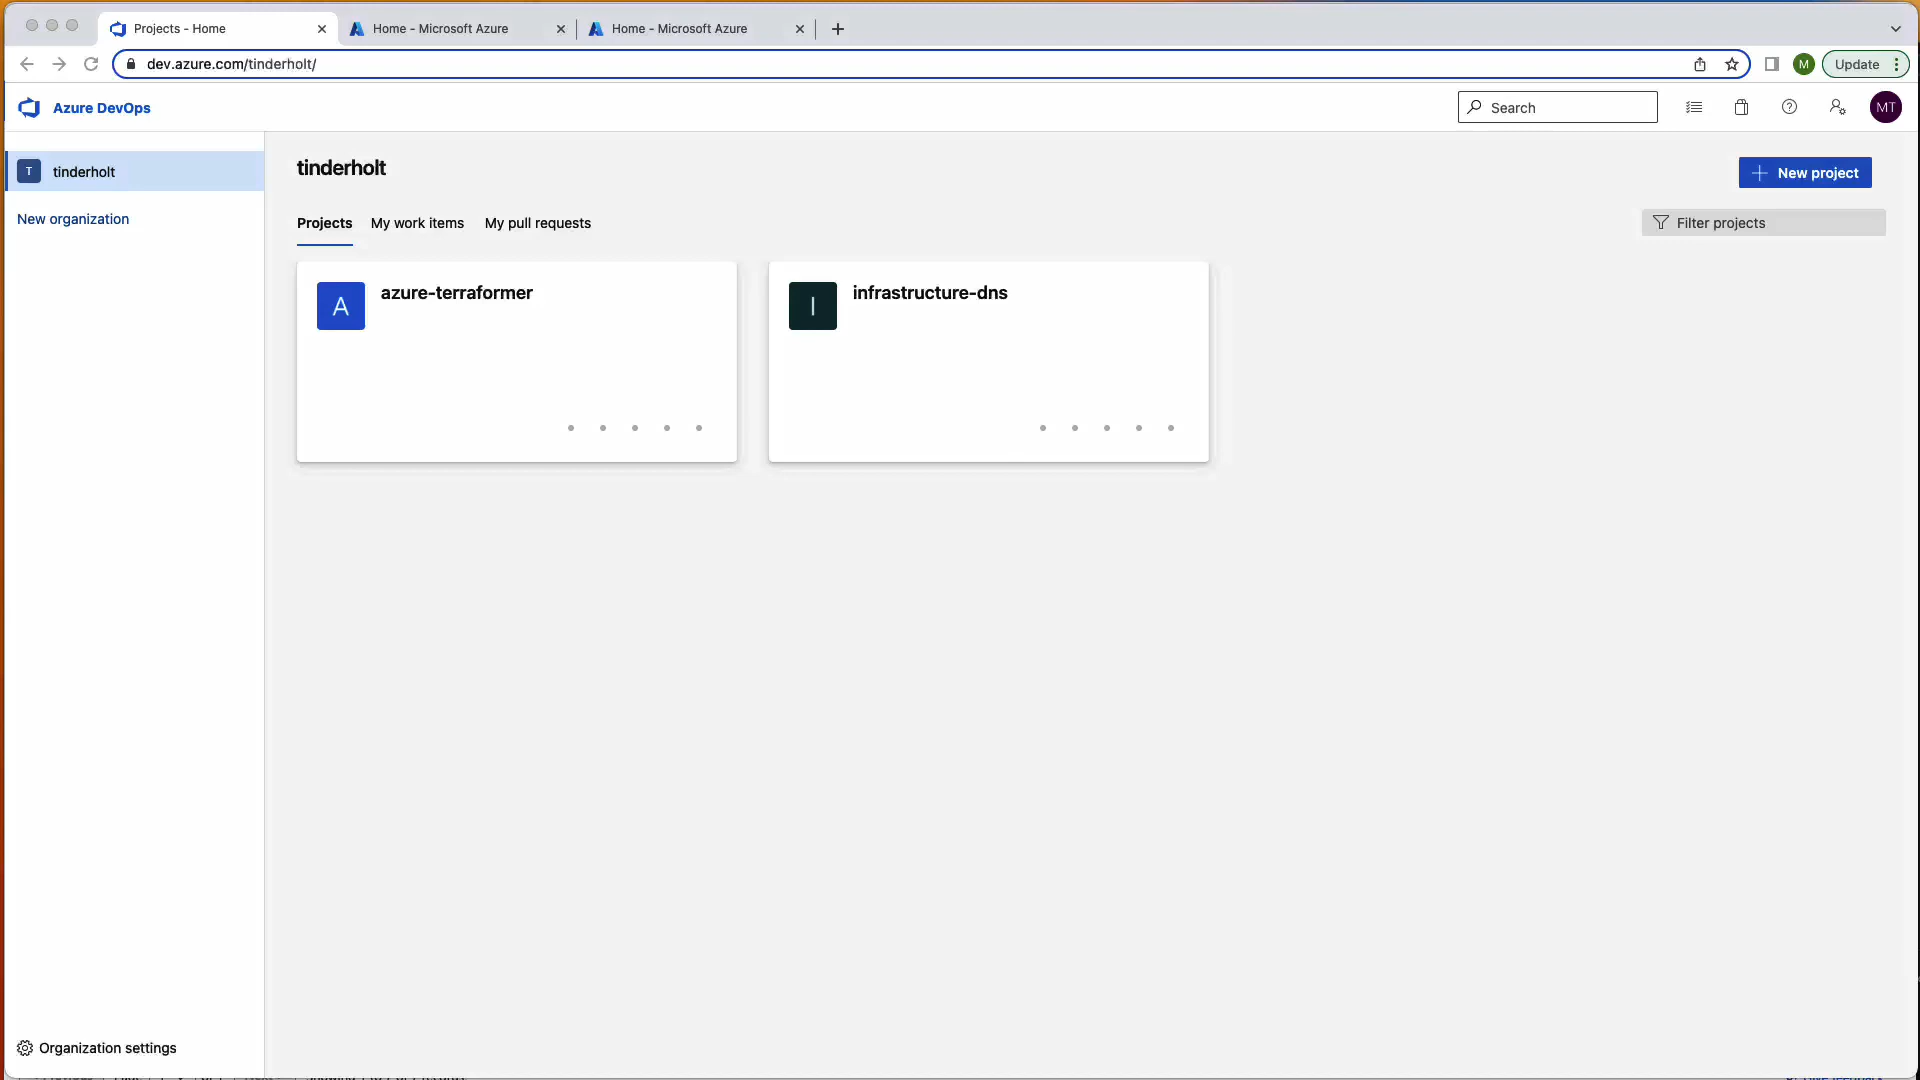 Projects - Home
Home - Microsoft Azure
Home - Microsoft Azure
dev.azure.com/tinderholt/
M
Update
Azure DevOps
Search
MT
T
tinderholt
New organization
tinderholt
New project
Projects
My work items
My pull requests
Filter projects
A
azure-terraformer
I
infrastructure-dns
Organization settings